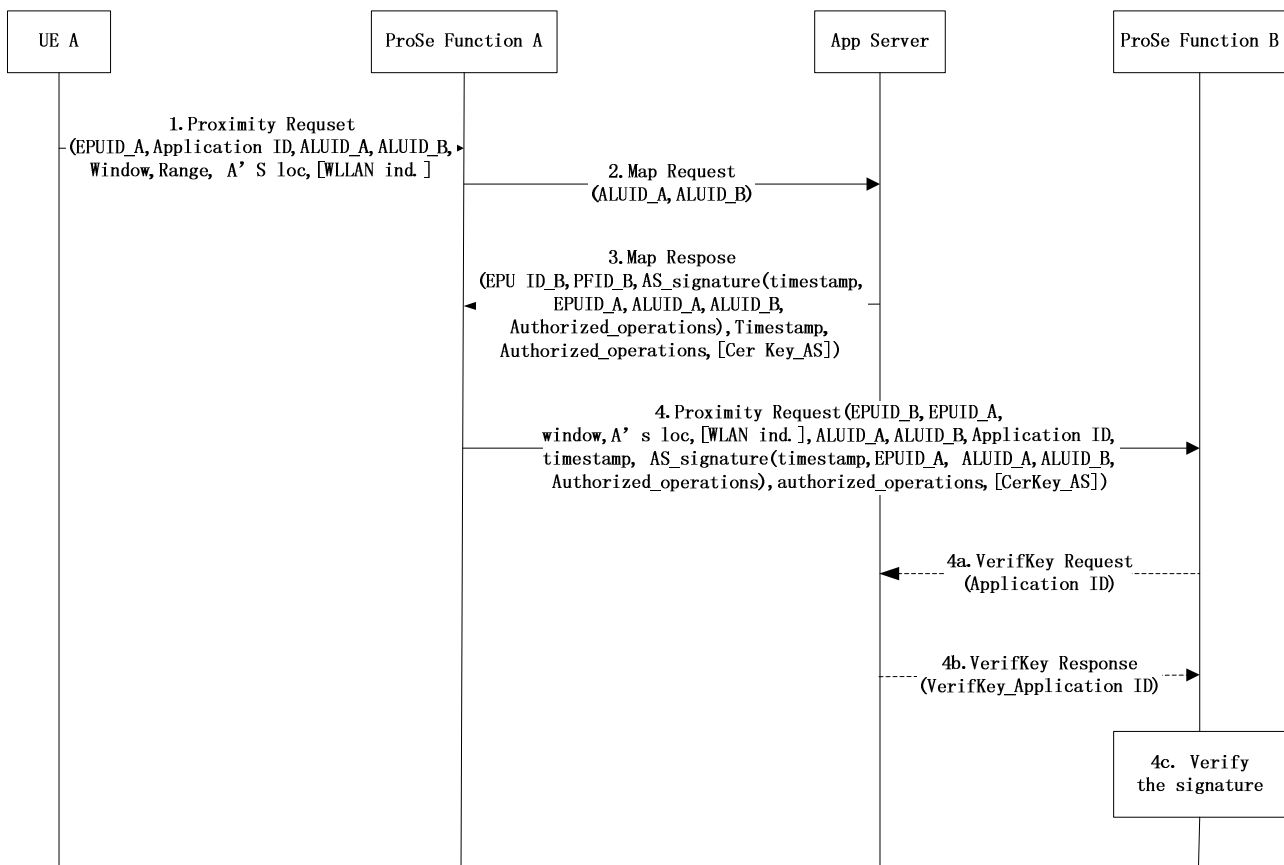 UE A
ProSe Function A
App Server
ProSe Function B
1.Proximity Requset
(EPUID_A,Application ID,ALUID_A,ALUID_B,
Window,Range, A’S loc,[WLLAN ind.]
2.Map Request
(ALUID_A,ALUID_B)
3.Map Respose
(EPU ID_B,PFID_B,AS_signature(timestamp,
EPUID_A,ALUID_A,ALUID_B,
Authorized_operations),Timestamp,
Authorized_operations,[Cer Key_AS])
4.Proximity Request(EPUID_B,EPUID_A,
window,A’s loc,[WLAN ind.],ALUID_A,ALUID_B,Application ID,
timestamp, AS_signature(timestamp,EPUID_A, ALUID_A,ALUID_B,
Authorized_operations),authorized_operations,[CerKey_AS])
4a.VerifKey Request
(Application ID)
4b.VerifKey Response
(VerifKey_Application ID)
4c. Verify
the signature